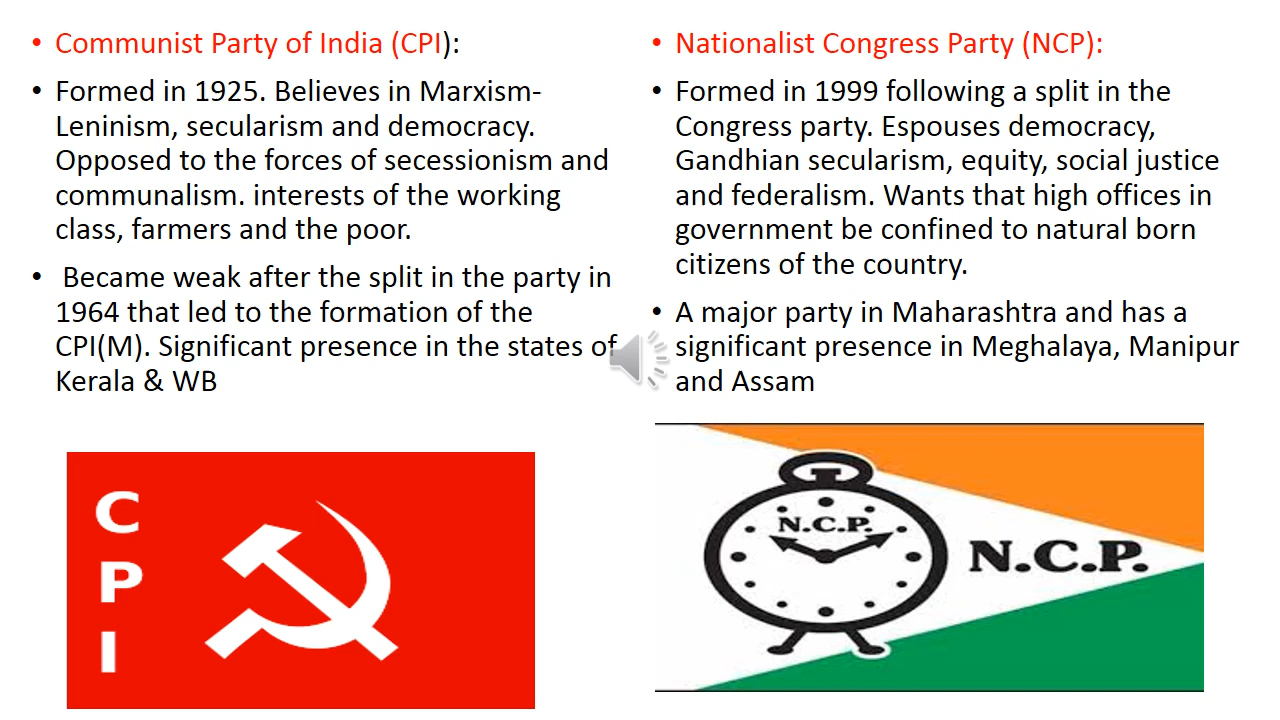 • Communist Party of India (CPI):
• Formed in 1925. Believes in Marxism-
Leninism, secularism and democracy.
Opposed to the forces of secessionism and
communalism. interests of the working
class, farmers and the poor.
• Became weak after the split in the party in
1964 that led to the formation of the
CPI(M). Significant presence in the states of
Kerala & WB
C
P
I
• Nationalist Congress Party (NCP):
• Formed in 1999 following a split in the
Congress party. Espouses democracy,
Gandhian secularism, equity, social justice
and federalism. Wants that high offices in
government be confined to natural born
citizens of the country.
• A major party in Maharashtra and has a
significant presence in Meghalaya, Manipur
and Assam
N.C.P.
N.C.P.